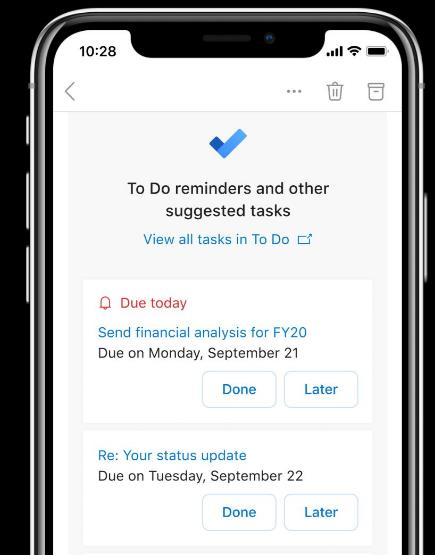 10:28
To Do reminders and other
suggested tasks
View all tasks in To Do
Due today
Send financial analysis for FY20
Due on Monday, September 21
Done
Later
Re: Your status update
Due on Tuesday, September 22
Done
Later